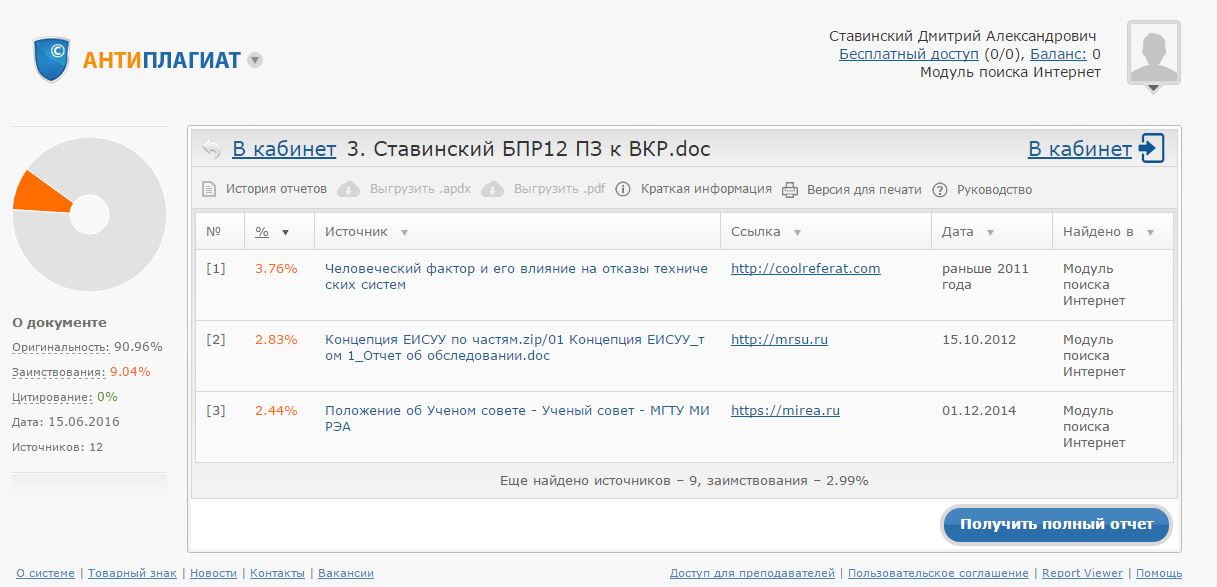 ©
АНТИПЛАГИАТ
Ставинский Дмитрий Александрович
Бесплатный доступ (0/0), Баланс: 0
Модуль поиска Интернет
В кабинет 3. Ставинский БПР12 ПЗ к ВКР.doc В кабинет
История отчетов Выгрузить .apdx Выгрузить .pdf Краткая информация Версия для печати Руководство
№ % Источник Ссылка Дата Найдено в
[1] 3.76% Человеческий фактор и его влияние на отказы техниче http://coolreferat.com раньше 2011 Модуль
ских систем года поиска
Интернет
[2] 2.83% Концепция ЕИСУУ по частям.zip/01 Концепция ЕИСУУ_т http://mrsu.ru 15.10.2012 Модуль
ом 1_Отчет об обследовании.doc поиска
Интернет
[3] 2.44% Положение об Ученом совете - Ученый совет - МГТУ МИ https://mirea.ru 01.12.2014 Модуль
РЭА поиска
Интернет
Еще найдено источников – 9, заимствования – 2.99%
Получить полный отчет
О документе
Оригинальность: 90.96%
Заимствования: 9.04%
Цитирование: 0%
Дата: 15.06.2016
Источников: 12
О системе | Товарный знак | Новости | Контакты | Вакансии
Доступ для преподавателей | Пользовательское соглашение | Report Viewer | Помощь